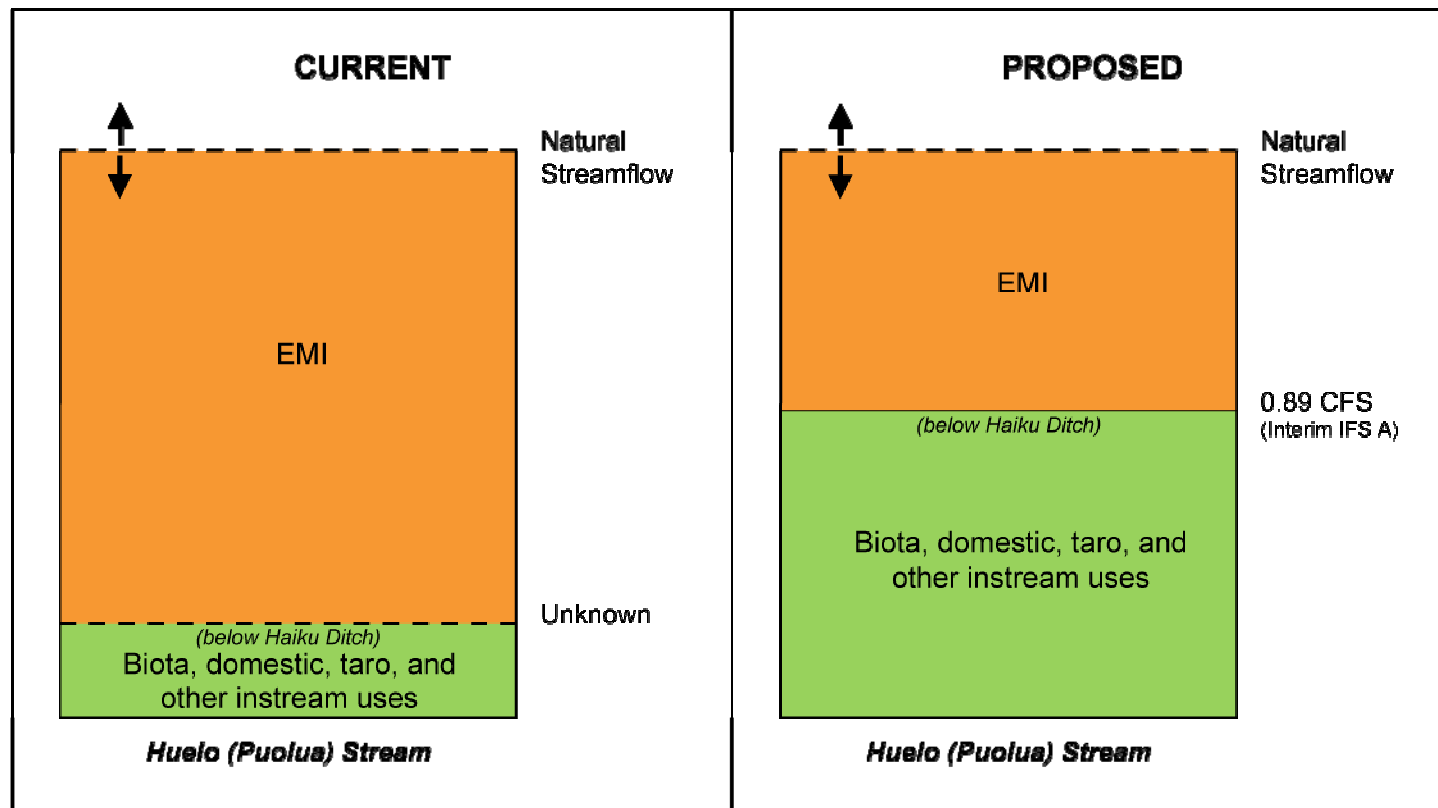 CURRENT
Natural
Streamflow
EMI
Unknown
(below Haiku Ditch)
Biota, domestic, taro, and
other instream uses
Huelo (Puolua) Stream
PROPOSED
Natural
Streamflow
EMI
0.89 CFS
(Interim IFS A)
(below Haiku Ditch)
Biota, domestic, taro, and
other instream uses
Huelo (Puolua) Stream